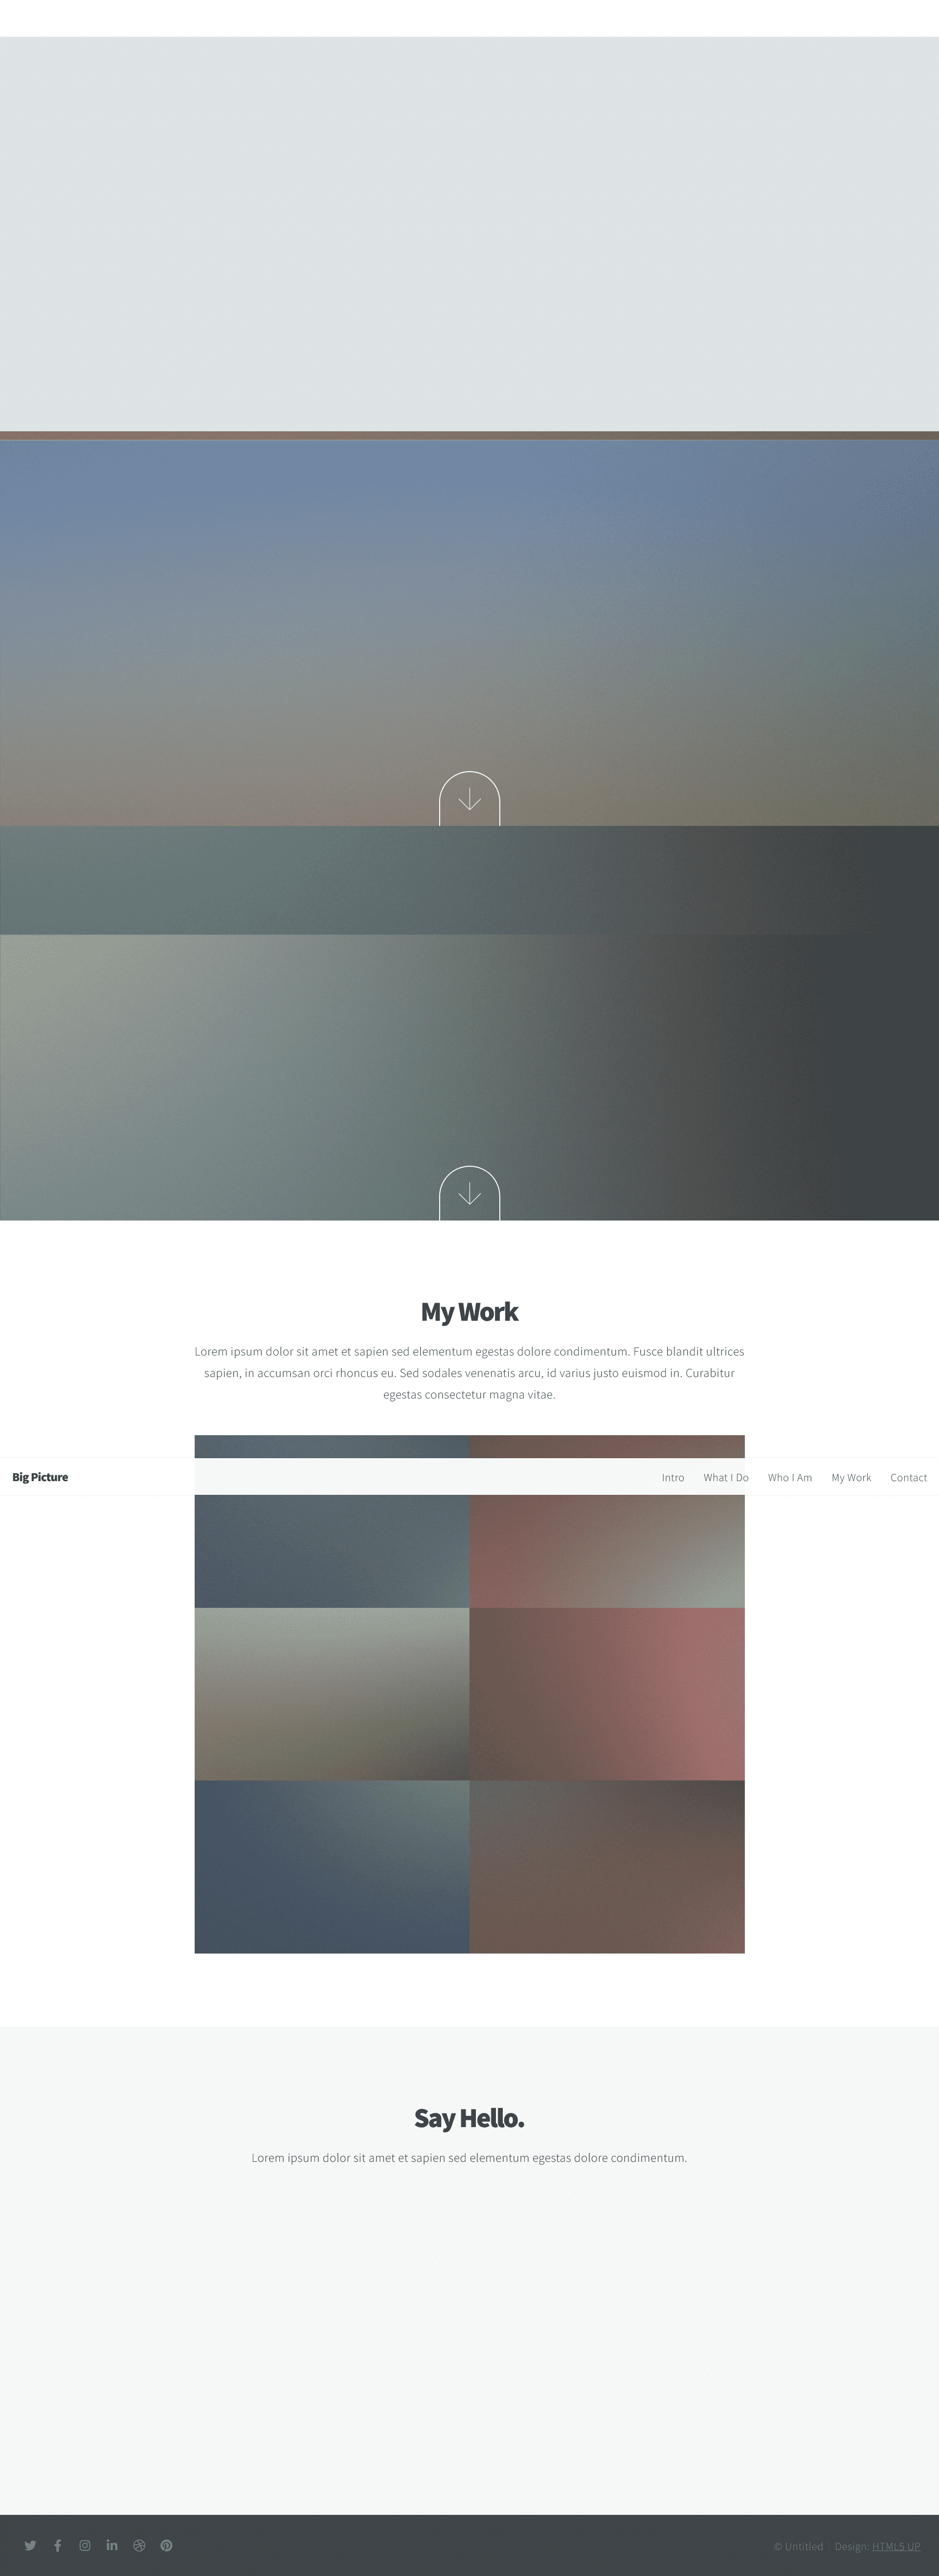 My Work
Lorem ipsum dolor sit amet et sapien sed elementum egestas dolore condimentum. Fusce blandit ultrices
sapien, in accumsan orci rhoncus eu. Sed sodales venenatis arcu, id varius justo euismod in. Curabitur
egestas consectetur magna vitae.
Big Picture Intro What I Do Who I Am My Work Contact
Say Hello.
Lorem ipsum dolor sit amet et sapien sed elementum egestas dolore condimentum.
© Untitled Design: HTML5 UP